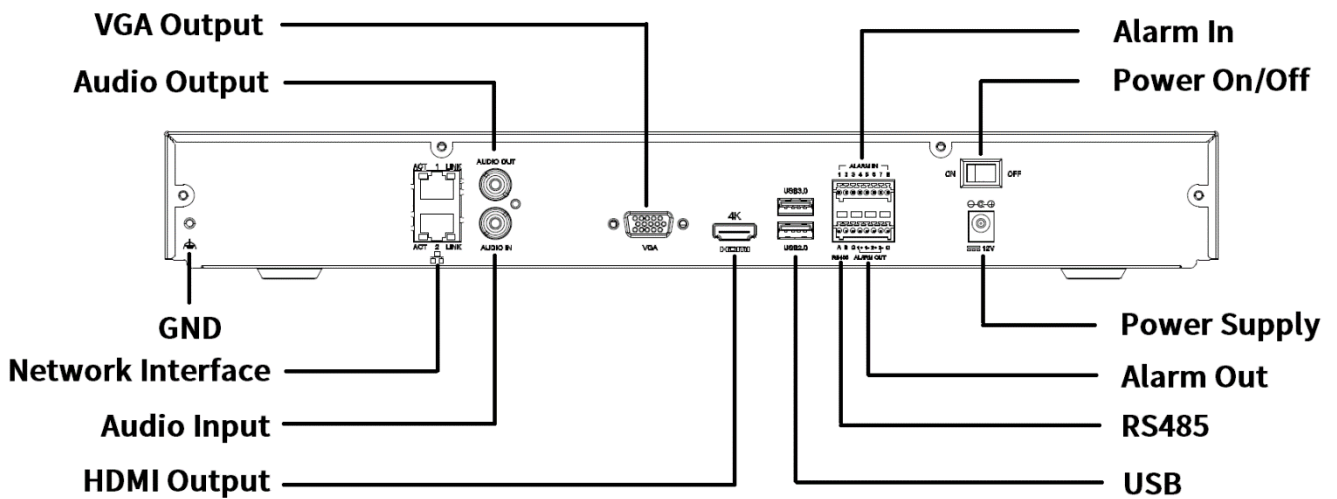 VGA Output
Audio Output
Alarm In
Power On/Off
ACT 1 LINK
AUDIO OUT
ACT 2 LINK
AUDIO IN
VGA
4K
HDMI
USB3.0
USB2.0
ALARM IN
1 2 3 4 5 6 7 8
RS485
ALARM OUT
ON OFF
12V
GND
Network Interface
Audio Input
HDMI Output
Power Supply
Alarm Out
RS485
USB